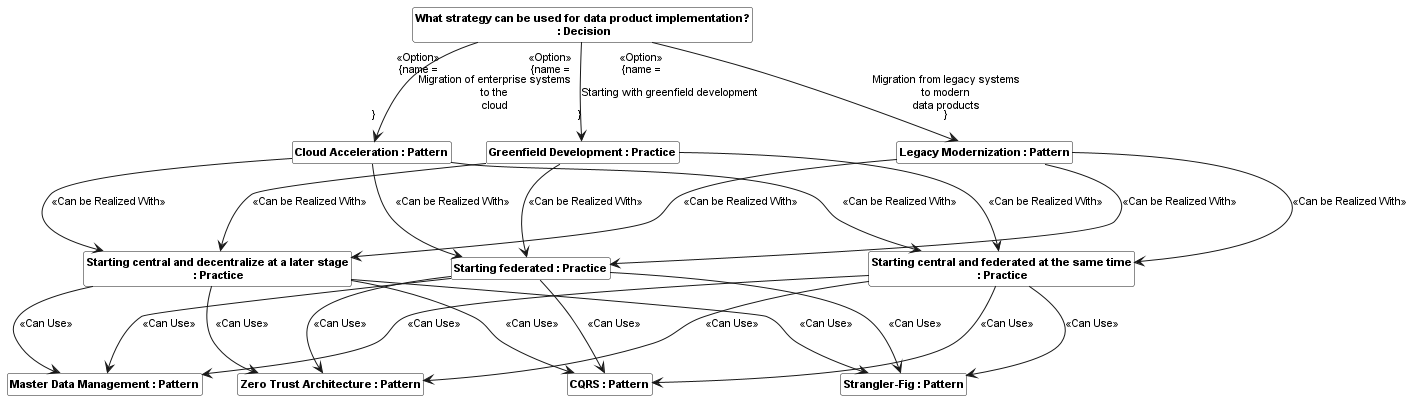 What strategy can be used for data product implementation?
: Decision
«Option» «Option» «Option»
{name = {name = {name =
Migration of enterprise systems
to the
cloud
}
Starting with greenfield development
}
Migration from legacy systems
to modern
data products
}
Cloud Acceleration : Pattern
Greenfield Development : Practice
Legacy Modernization : Pattern
«Can be Realized With» «Can be Realized With» «Can be Realized With» «Can be Realized With» «Can be Realized With» «Can be Realized With» «Can be Realized With» «Can be Realized With» «Can be Realized With»
Starting central and decentralize at a later stage
: Practice
Starting federated : Practice
Starting central and federated at the same time
: Practice
«Can Use» «Can Use» «Can Use» «Can Use» «Can Use» «Can Use» «Can Use» «Can Use» «Can Use» «Can Use» «Can Use» «Can Use»
Master Data Management : Pattern
Zero Trust Architecture : Pattern
CQRS : Pattern
Strangler-Fig : Pattern